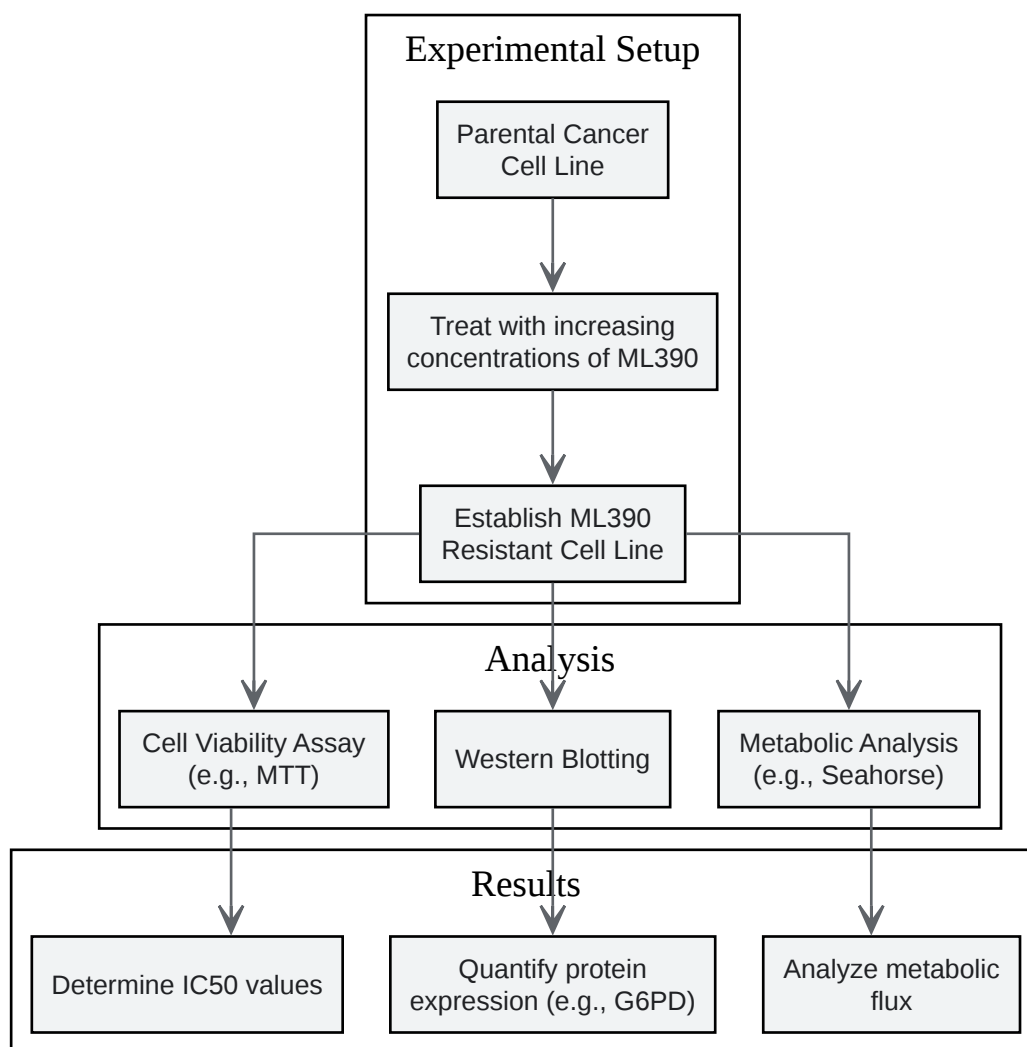 Experimental Setup
Parental Cancer
Cell Line
Treat with increasing
concentrations of ML390
Establish ML390
Resistant Cell Line
Analysis
Cell Viability Assay
(e.g., MTT)
Western Blotting
Metabolic Analysis
(e.g., Seahorse)
Results
Determine IC50 values
Quantify protein
expression (e.g., G6PD)
Analyze metabolic
flux